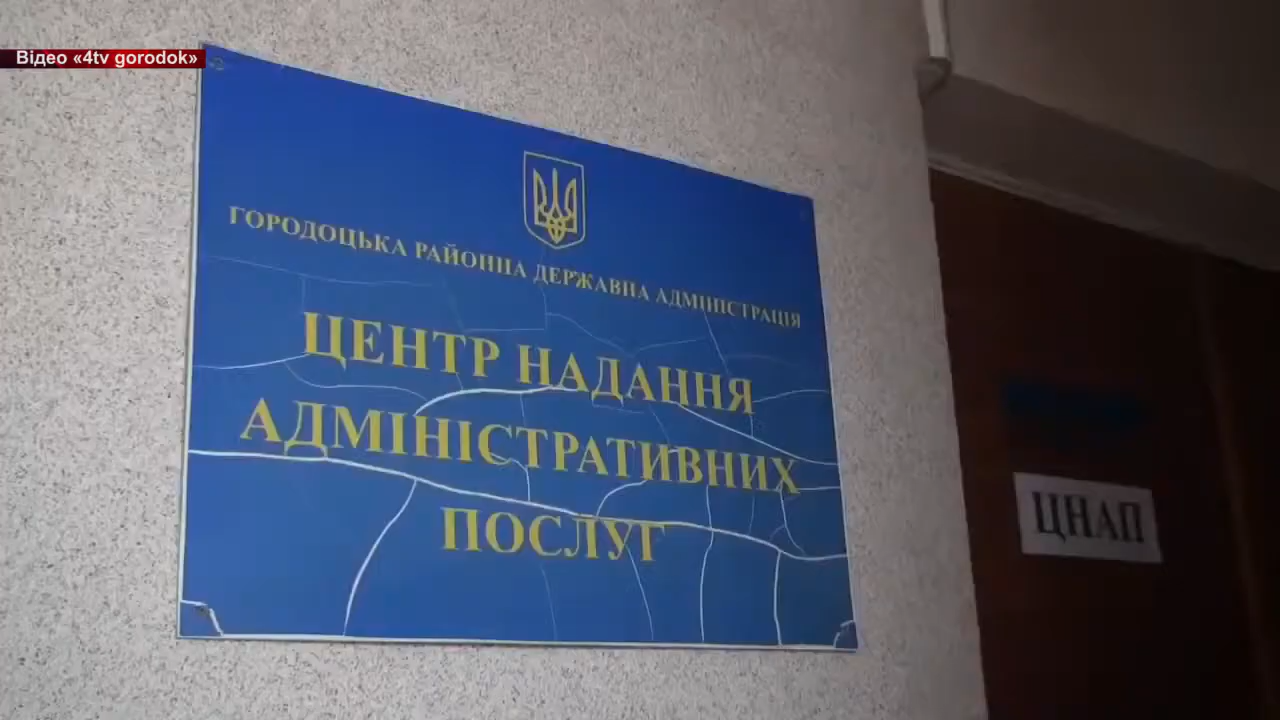 Відео «4tv gorodok»
ГОРОДОЦЬКА РАЙОННА ДЕРЖАВНА АДМІНІСТРАЦІЯ
ЦЕНТР НАДАННЯ
АДМІНІСТРАТИВНИХ
ПОСЛУГ
ЦНАП